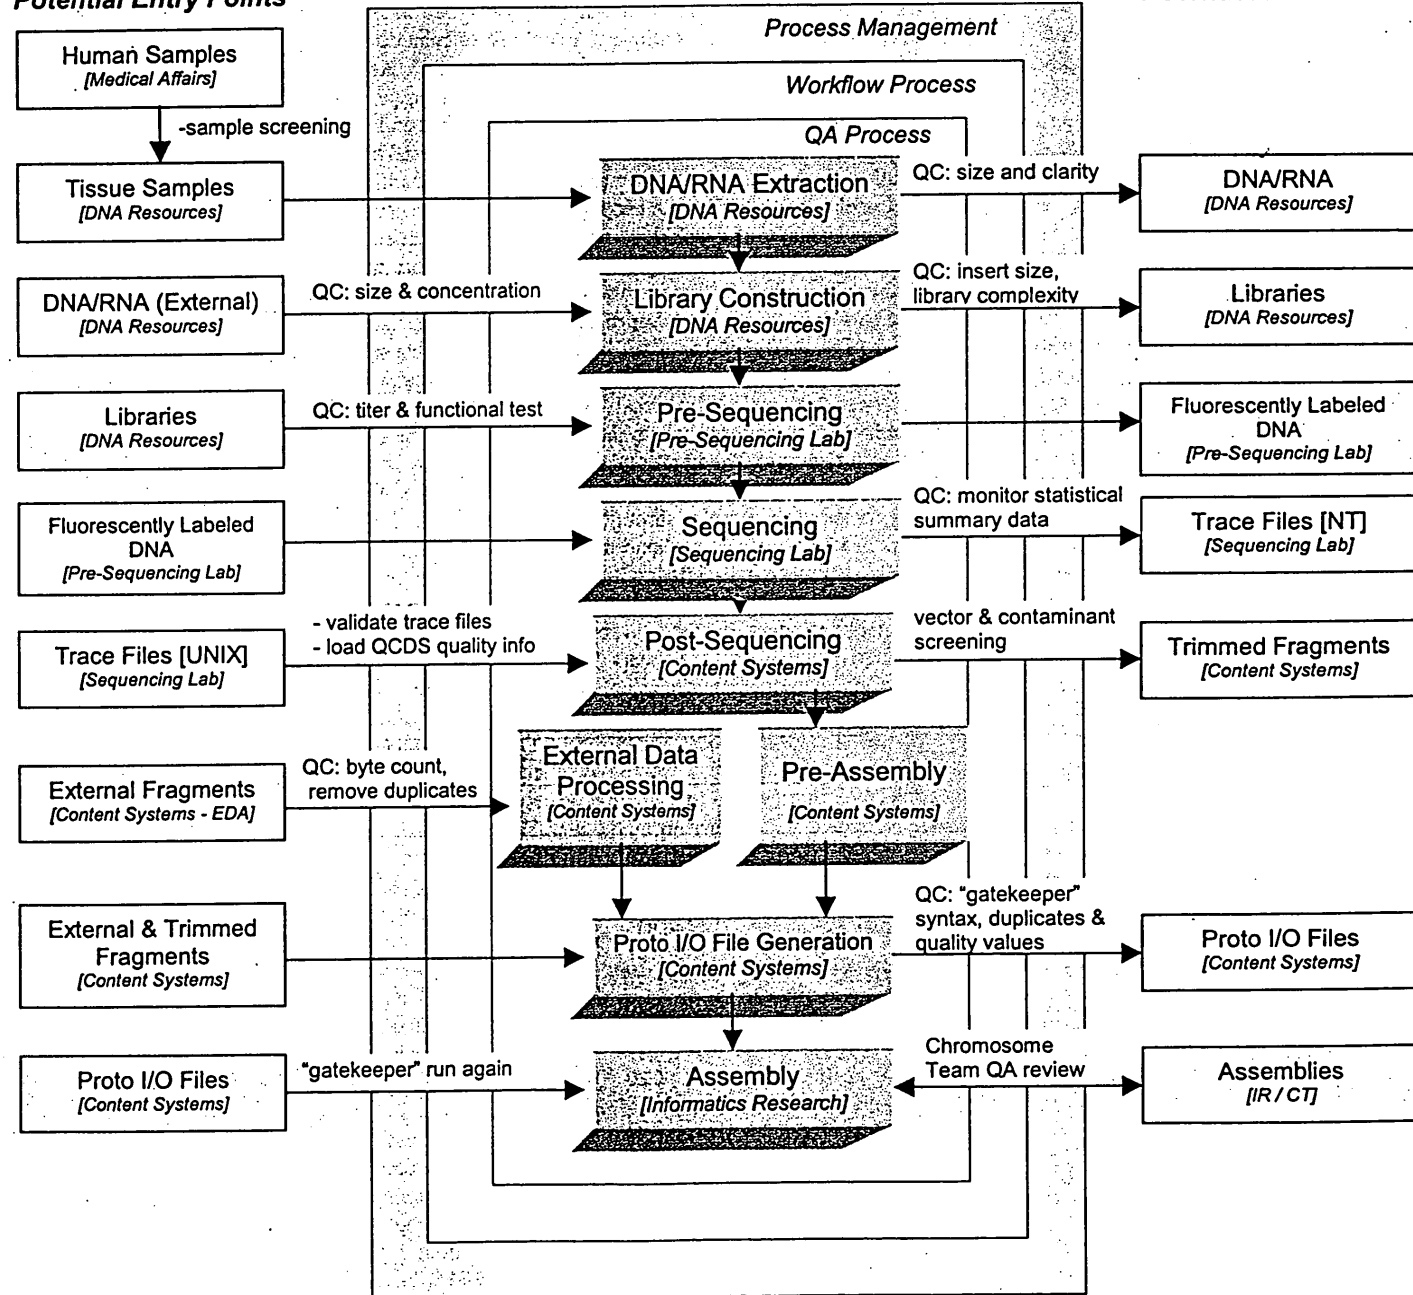 Potential Entry Points
Process Management
Workflow Process
QA Process
Human Samples
[Medical Affairs]
-sample screening
Tissue Samples
[DNA Resources]
DNA/RNA Extraction
[DNA Resources]
QC: size and clarity
DNA/RNA
[DNA Resources]
DNA/RNA (External)
[DNA Resources]
QC: size & concentration
Library Construction
[DNA Resources]
QC: insert size,
library complexity
Libraries
[DNA Resources]
Libraries
[DNA Resources]
QC: titer & functional test
Pre-Sequencing
[Pre-Sequencing Lab]
Fluorescently Labeled
DNA
[Pre-Sequencing Lab]
Fluorescently Labeled
DNA
[Pre-Sequencing Lab]
Sequencing
[Sequencing Lab]
QC: monitor statistical
summary data
Trace Files [NT]
[Sequencing Lab]
Trace Files [UNIX]
[Sequencing Lab]
- validate trace files
- load QCDS quality info
Post-Sequencing
[Content Systems]
vector & contaminant
screening
Trimmed Fragments
[Content Systems]
External Fragments
[Content Systems - EDA]
QC: byte count,
remove duplicates
External Data
Processing
[Content Systems]
Pre-Assembly
[Content Systems]
External & Trimmed
Fragments
[Content Systems]
Proto I/O File Generation
[Content Systems]
QC: "gatekeeper"
syntax, duplicates &
quality values
Proto I/O Files
[Content Systems]
Proto I/O Files
[Content Systems]
"gatekeeper" run again
Assembly
[Informatics Research]
Chromosome
Team QA review
Assemblies
[IR / CT]